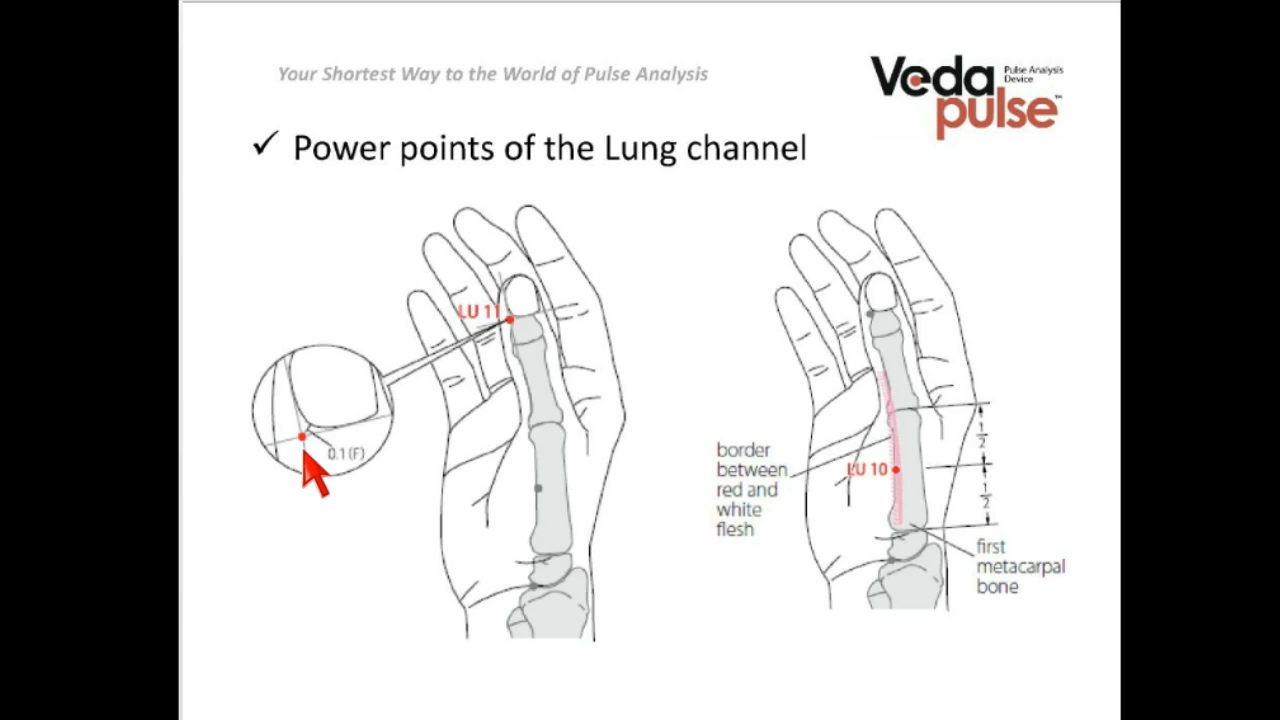 Your Shortest Way to the World of Pulse Analysis
Veda
pulse™
Pulse Analysis
Device
✓ Power points of the Lung channel
LU 11
0.1 (F)
border
between
red and
white
flesh
LU 10
1/2
1/2
first
metacarpal
bone